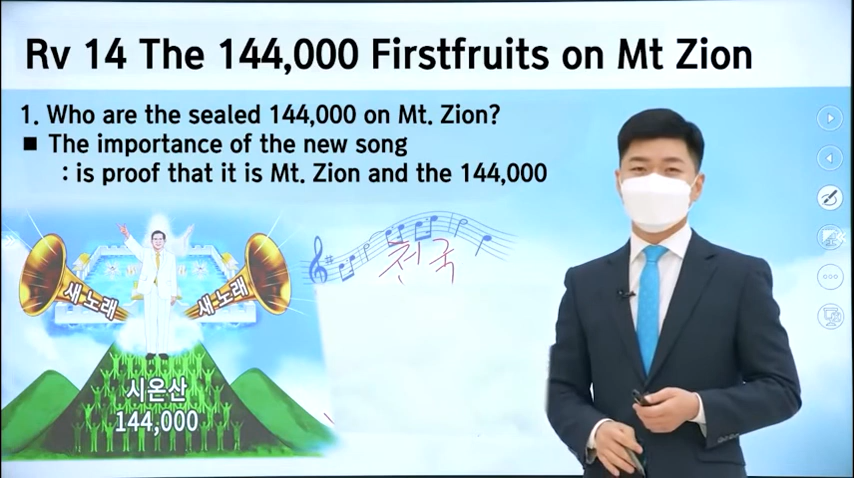 Rv 14 The 144,000 Firstfruits on Mt Zion
1. Who are the sealed 144,000 on Mt. Zion?
■ The importance of the new song
: is proof that it is Mt. Zion and the 144,000
천국
새 노래
새 노래
시온산
144,000